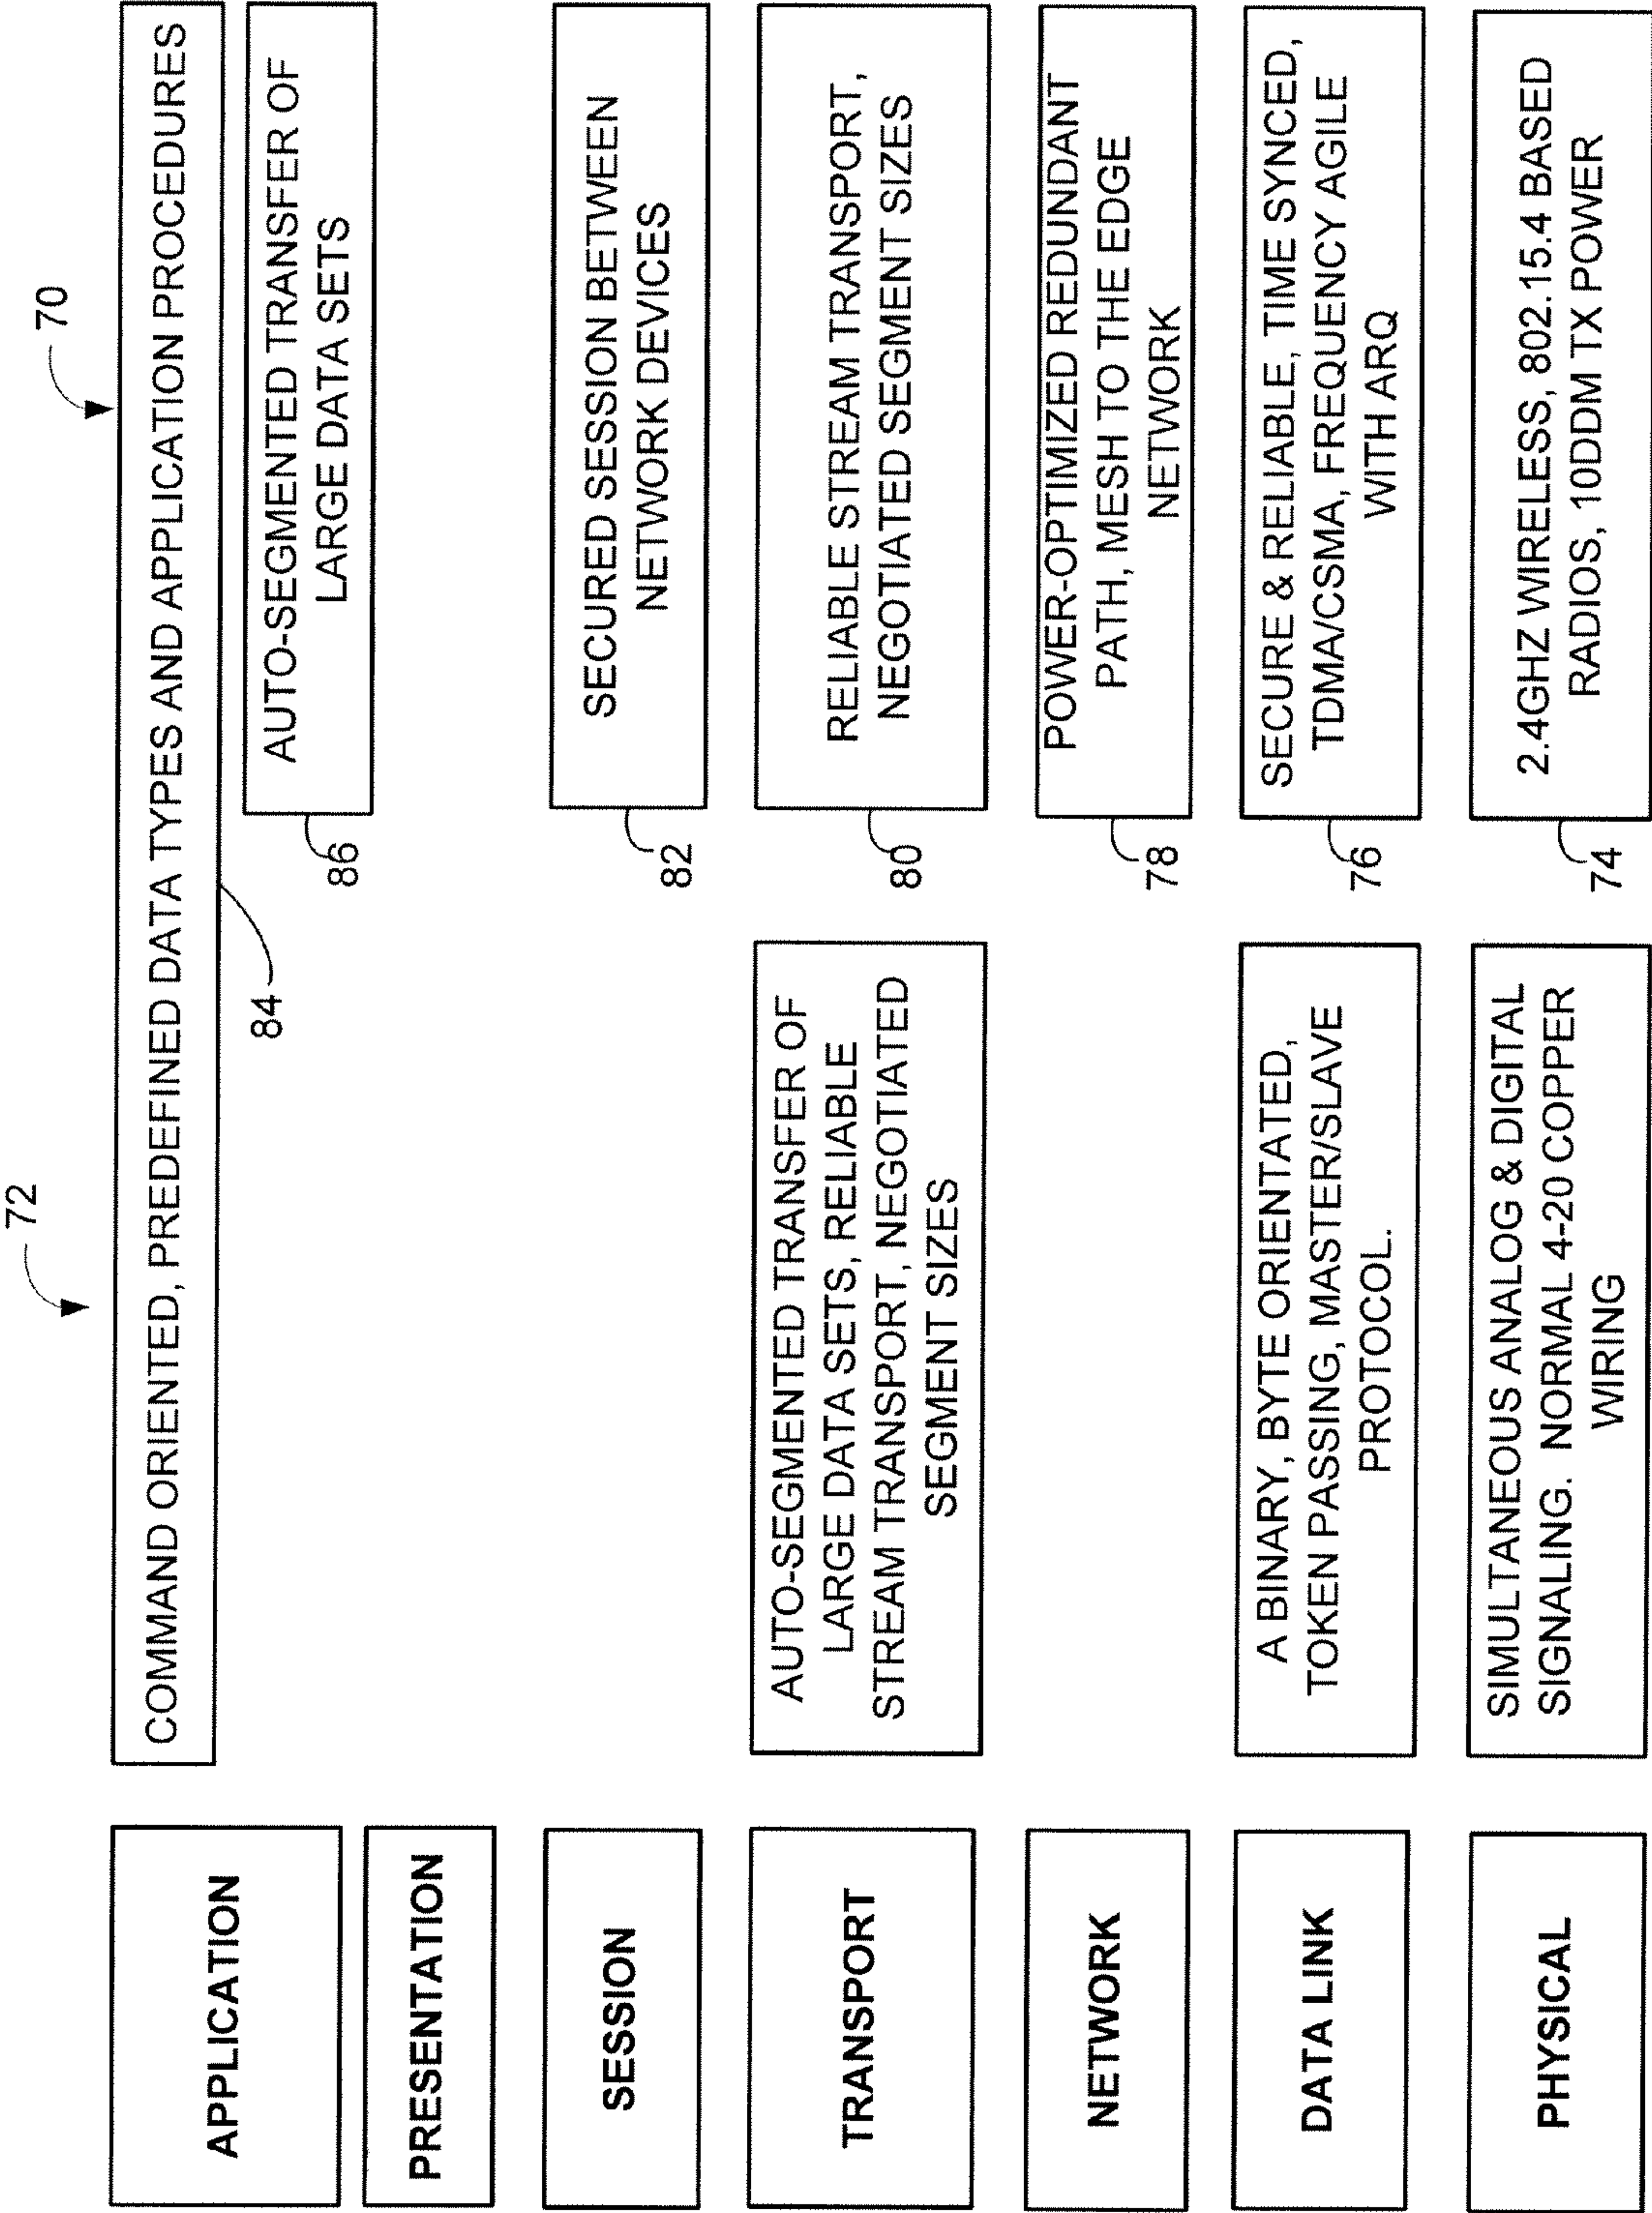 72
70
APPLICATION
COMMAND ORIENTED, PREDEFINED DATA TYPES AND APPLICATION PROCEDURES
84
AUTO-SEGMENTED TRANSFER OF
LARGE DATA SETS
86
PRESENTATION
SESSION
SECURED SESSION BETWEEN
NETWORK DEVICES
82
TRANSPORT
AUTO-SEGMENTED TRANSFER OF
LARGE DATA SETS, RELIABLE
STREAM TRANSPORT, NEGOTIATED
SEGMENT SIZES
RELIABLE STREAM TRANSPORT,
NEGOTIATED SEGMENT SIZES
80
NETWORK
POWER-OPTIMIZED REDUNDANT
PATH, MESH TO THE EDGE
NETWORK
78
DATA LINK
A BINARY, BYTE ORIENTATED,
TOKEN PASSING, MASTER/SLAVE
PROTOCOL.
SECURE & RELIABLE, TIME SYNCED,
TDMA/CSMA, FREQUENCY AGILE
WITH ARQ
76
PHYSICAL
SIMULTANEOUS ANALOG & DIGITAL
SIGNALING. NORMAL 4-20 COPPER
WIRING
2.4GHZ WIRELESS, 802.15.4 BASED
RADIOS, 10DDM TX POWER
74